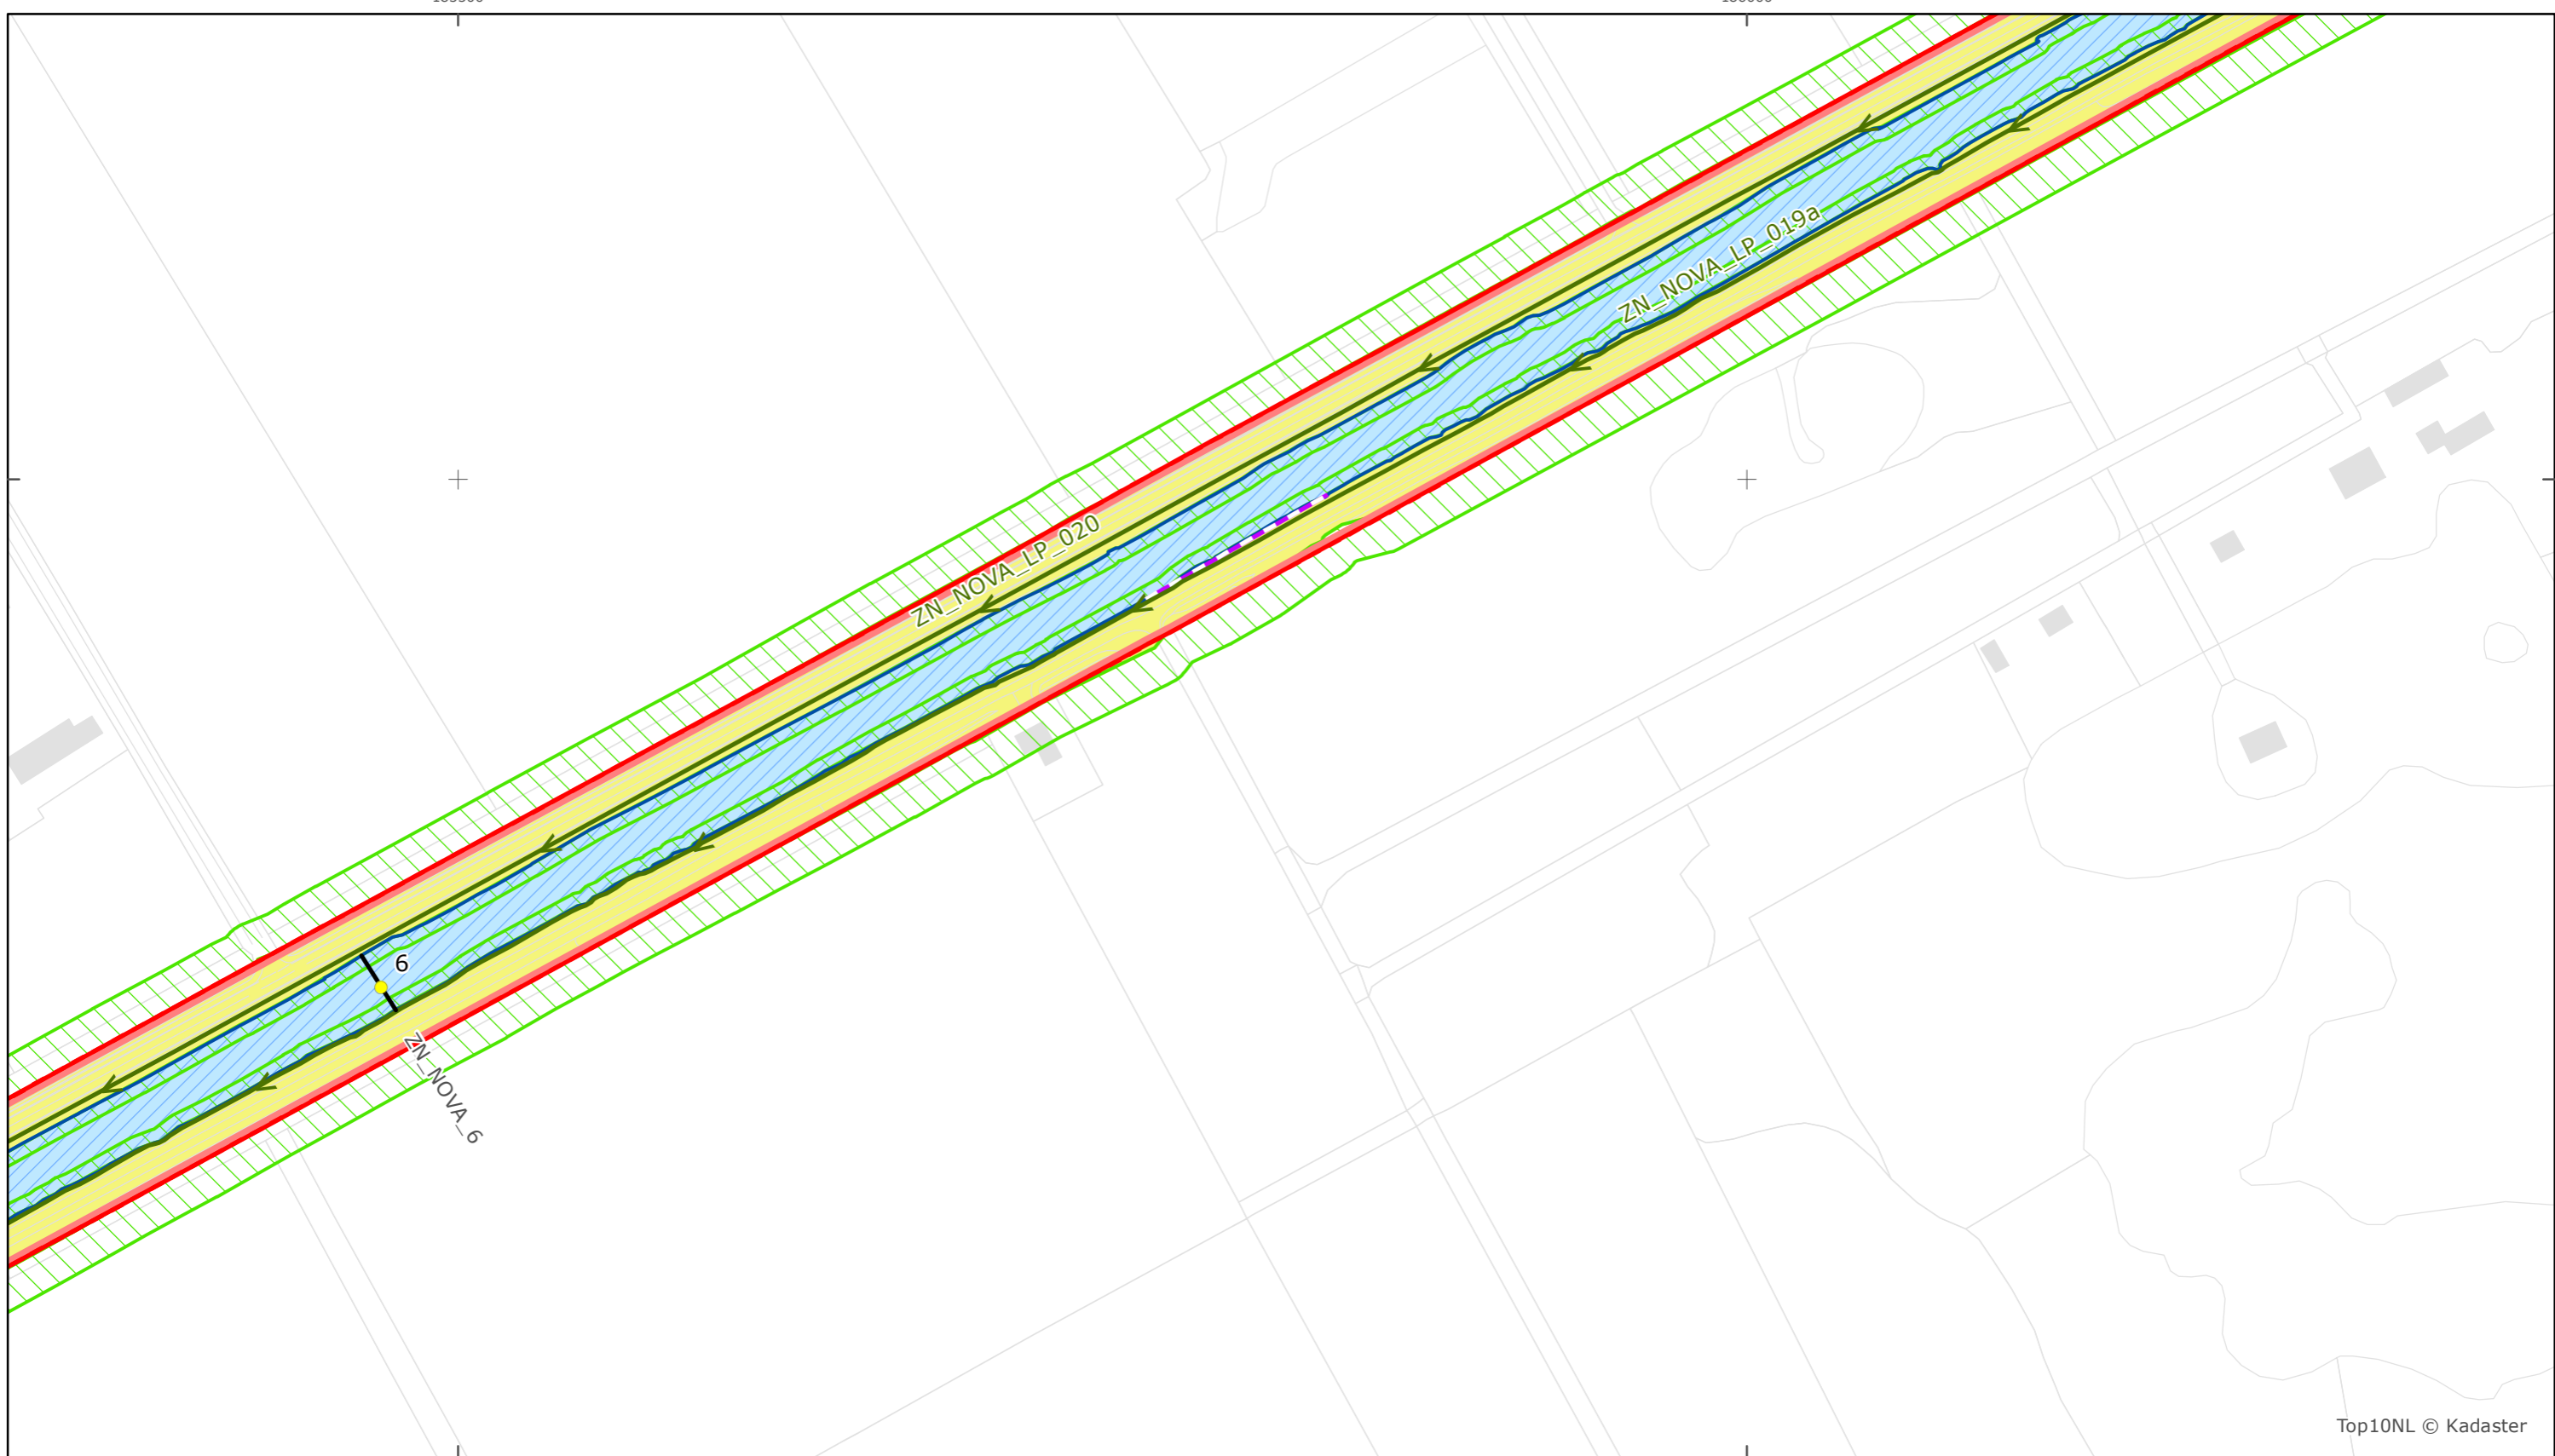 ZN_NOVA_LP_019a
ZN_NOVA_LP_020
6
ZN_NOVA_6
Top10NL © Kadaster